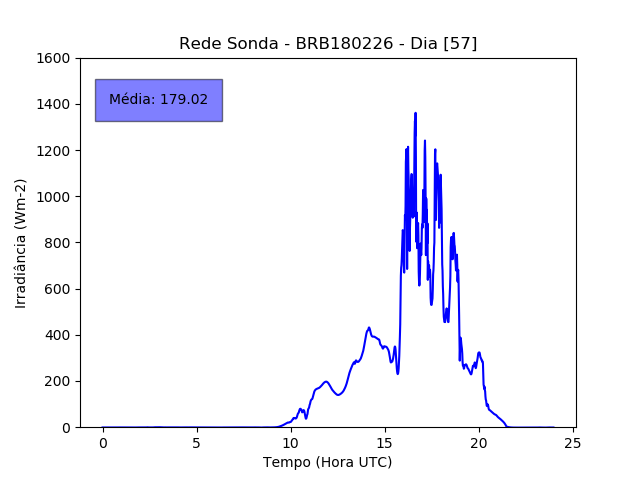 Rede Sonda - BRB180226 - Dia [57]
1600
1400
1200
1000
800
600
400
200
0
Irradiância (Wm-2)
Média: 179.02
0 5 10 15 20 25
Tempo (Hora UTC)